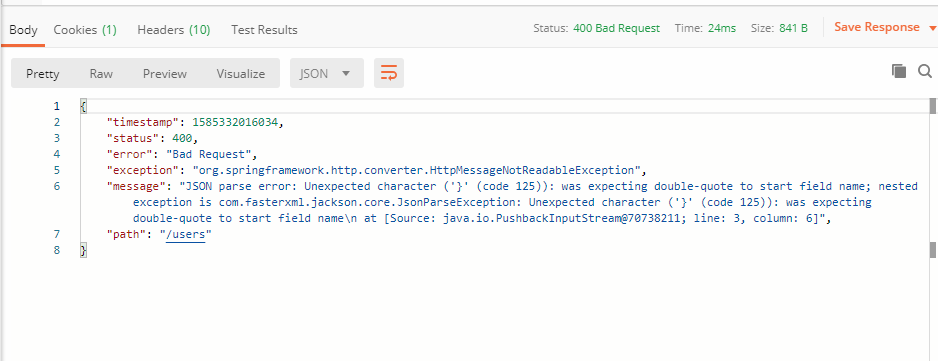 Body Cookies (1) Headers (10) Test Results Status: 400 Bad Request Time: 24ms Size: 841 B Save Response
Pretty Raw Preview Visualize JSON
1 {
2 "timestamp": 1585332016034,
3 "status": 400,
4 "error": "Bad Request",
5 "exception": "org.springframework.http.converter.HttpMessageNotReadableException",
6 "message": "JSON parse error: Unexpected character ('}' (code 125)): was expecting double-quote to start field name; nested
exception is com.fasterxml.jackson.core.JsonParseException: Unexpected character ('}' (code 125)): was expecting
double-quote to start field name\n at [Source: java.io.PushbackInputStream@70738211; line: 3, column: 6]",
7 "path": "/users"
8 }